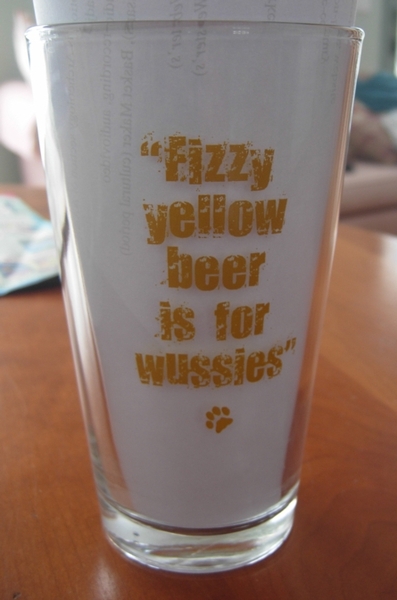 “Fizzy
yellow
beer
is for
wussies”